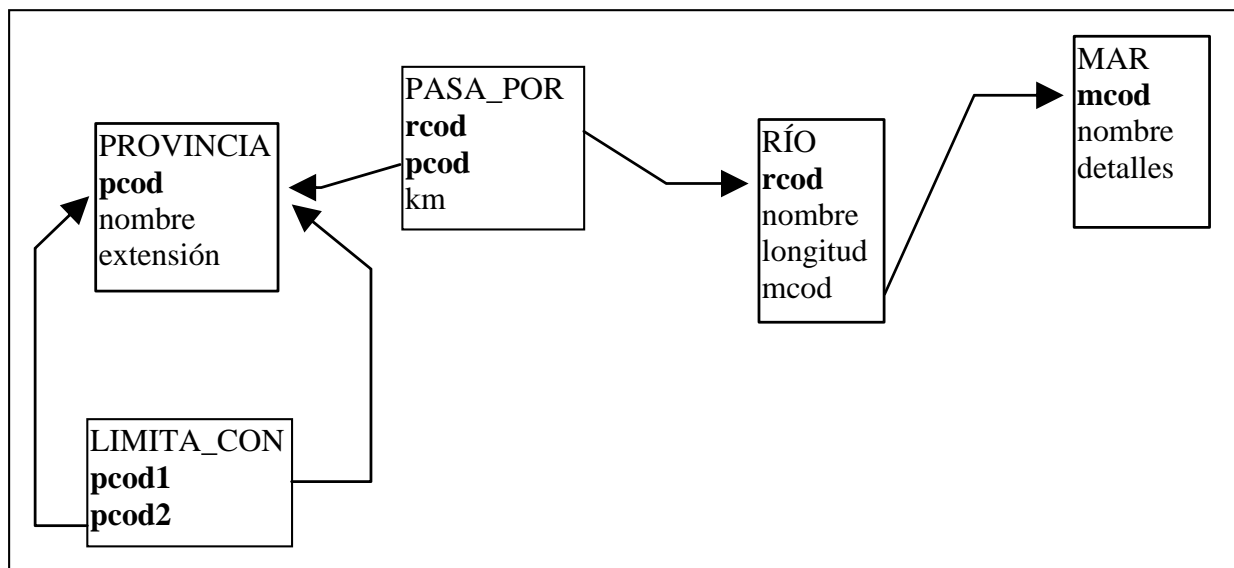 PROVINCIA
pcod
nombre
extensión
PASA_POR
rcod
pcod
km
RÍO
rcod
nombre
longitud
mcod
MAR
mcod
nombre
detalles
LIMITA_CON
pcod1
pcod2